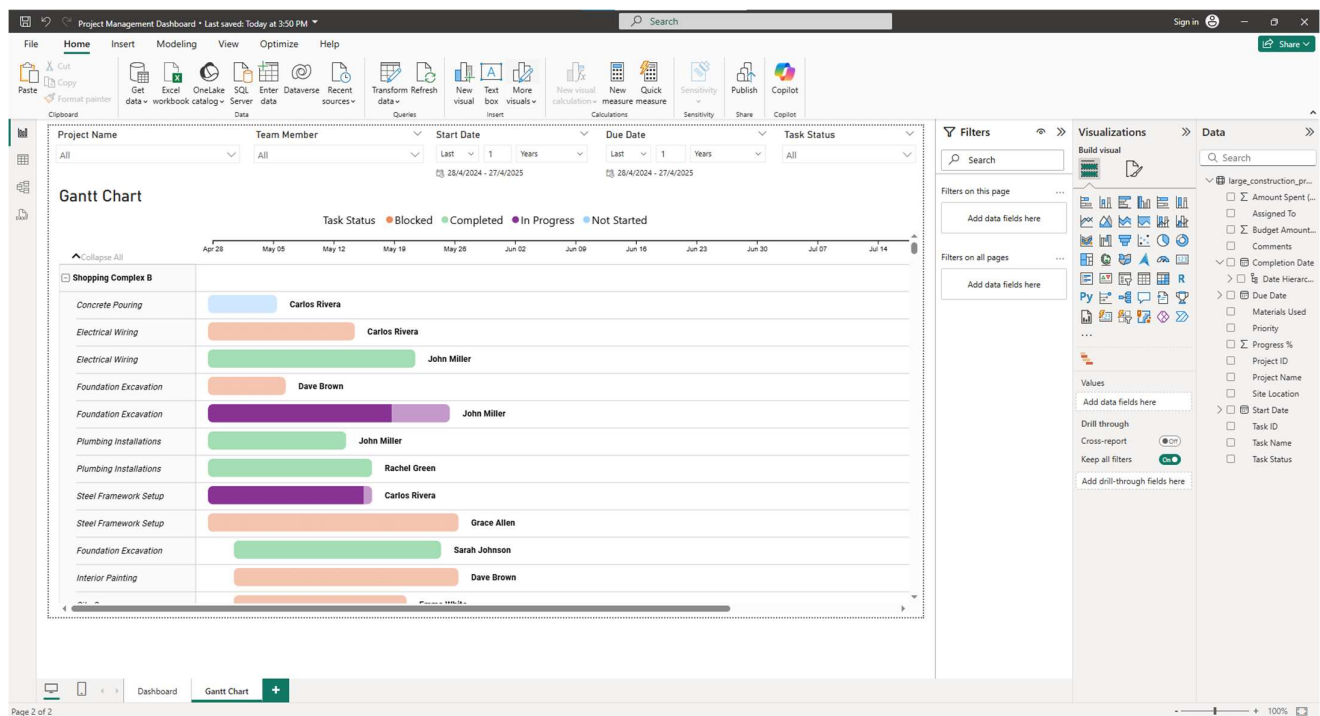 Project Management Dashboard • Last saved: Today at 3:50 PM
Search
Sign in
File Home Insert Modeling View Optimize Help
Share
Paste
Cut
Copy
Format painter
Clipboard
Get data
Excel workbook
OneLake catalog
SQL Server
Enter data
Dataverse
Recent sources
Data
Transform data
Refresh
Queries
New visual
Text box
More visuals
Insert
New visual calculation
New measure
Quick measure
Calculations
Sensitivity
Sensitivity
Publish
Share
Copilot
Copilot
Project Name
All
Team Member
All
Start Date
Last 1 Years
28/4/2024 - 27/4/2025
Due Date
Last 1 Years
28/4/2024 - 27/4/2025
Task Status
All
Gantt Chart
Task Status Blocked Completed In Progress Not Started
Apr 28 May 05 May 12 May 19 May 26 Jun 02 Jun 09 Jun 16 Jun 23 Jun 30 Jul 07 Jul 14
Collapse All
Shopping Complex B
Concrete Pouring Carlos Rivera
Electrical Wiring Carlos Rivera
Electrical Wiring John Miller
Foundation Excavation Dave Brown
Foundation Excavation John Miller
Plumbing Installations John Miller
Plumbing Installations Rachel Green
Steel Framework Setup Carlos Rivera
Steel Framework Setup Grace Allen
Foundation Excavation Sarah Johnson
Interior Painting Dave Brown
Filters
Search
Filters on this page ...
Add data fields here
Filters on all pages ...
Add data fields here
Visualizations
Build visual
R
Py
...
Values
Add data fields here
Drill through
Cross-report Off
Keep all filters On
Add drill-through fields here
Data
Search
large_construction_pr...
Amount Spent (...
Assigned To
Budget Amount...
Comments
Completion Date
Date Hierarc...
Due Date
Materials Used
Priority
Progress %
Project ID
Project Name
Site Location
Start Date
Task ID
Task Name
Task Status
Dashboard
Gantt Chart
Page 2 of 2
100%